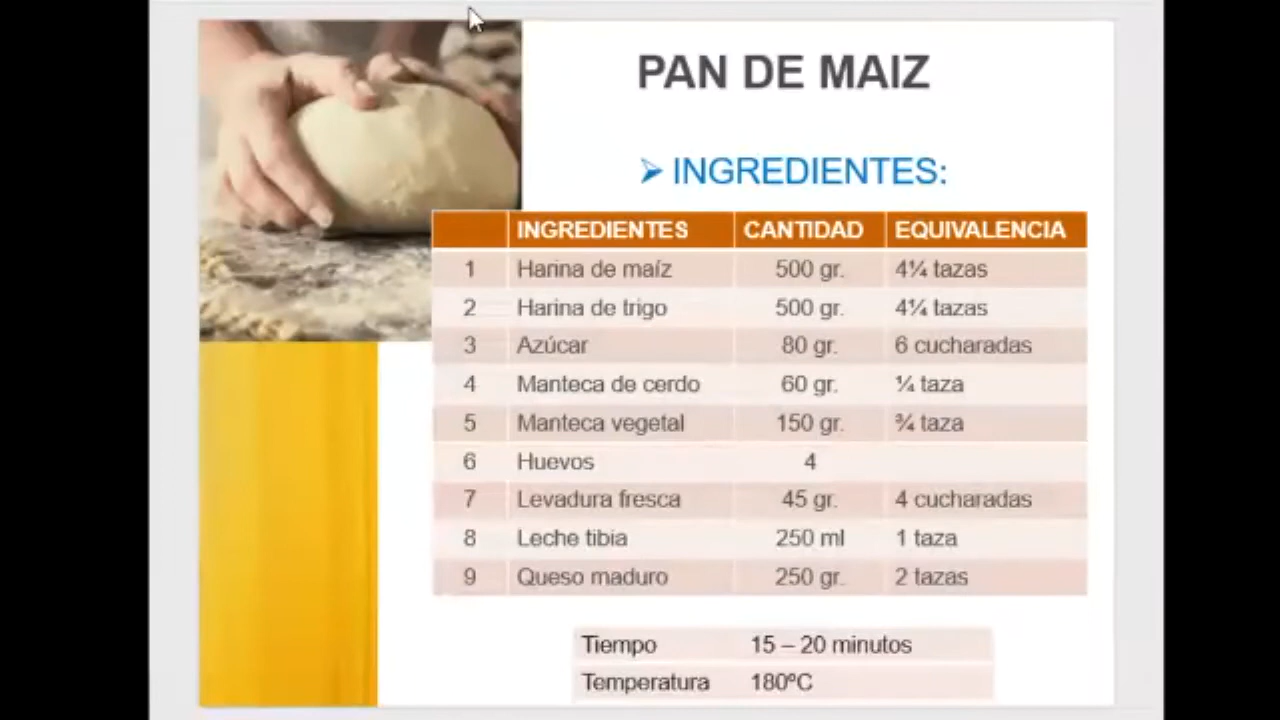 PAN DE MAIZ
➢ INGREDIENTES:
INGREDIENTES CANTIDAD EQUIVALENCIA
1 Harina de maíz 500 gr. 4¼ tazas
2 Harina de trigo 500 gr. 4¼ tazas
3 Azúcar 80 gr. 6 cucharadas
4 Manteca de cerdo 60 gr. ¼ taza
5 Manteca vegetal 150 gr. ¾ taza
6 Huevos 4
7 Levadura fresca 45 gr. 4 cucharadas
8 Leche tibia 250 ml 1 taza
9 Queso maduro 250 gr. 2 tazas
Tiempo 15 – 20 minutos
Temperatura 180ºC